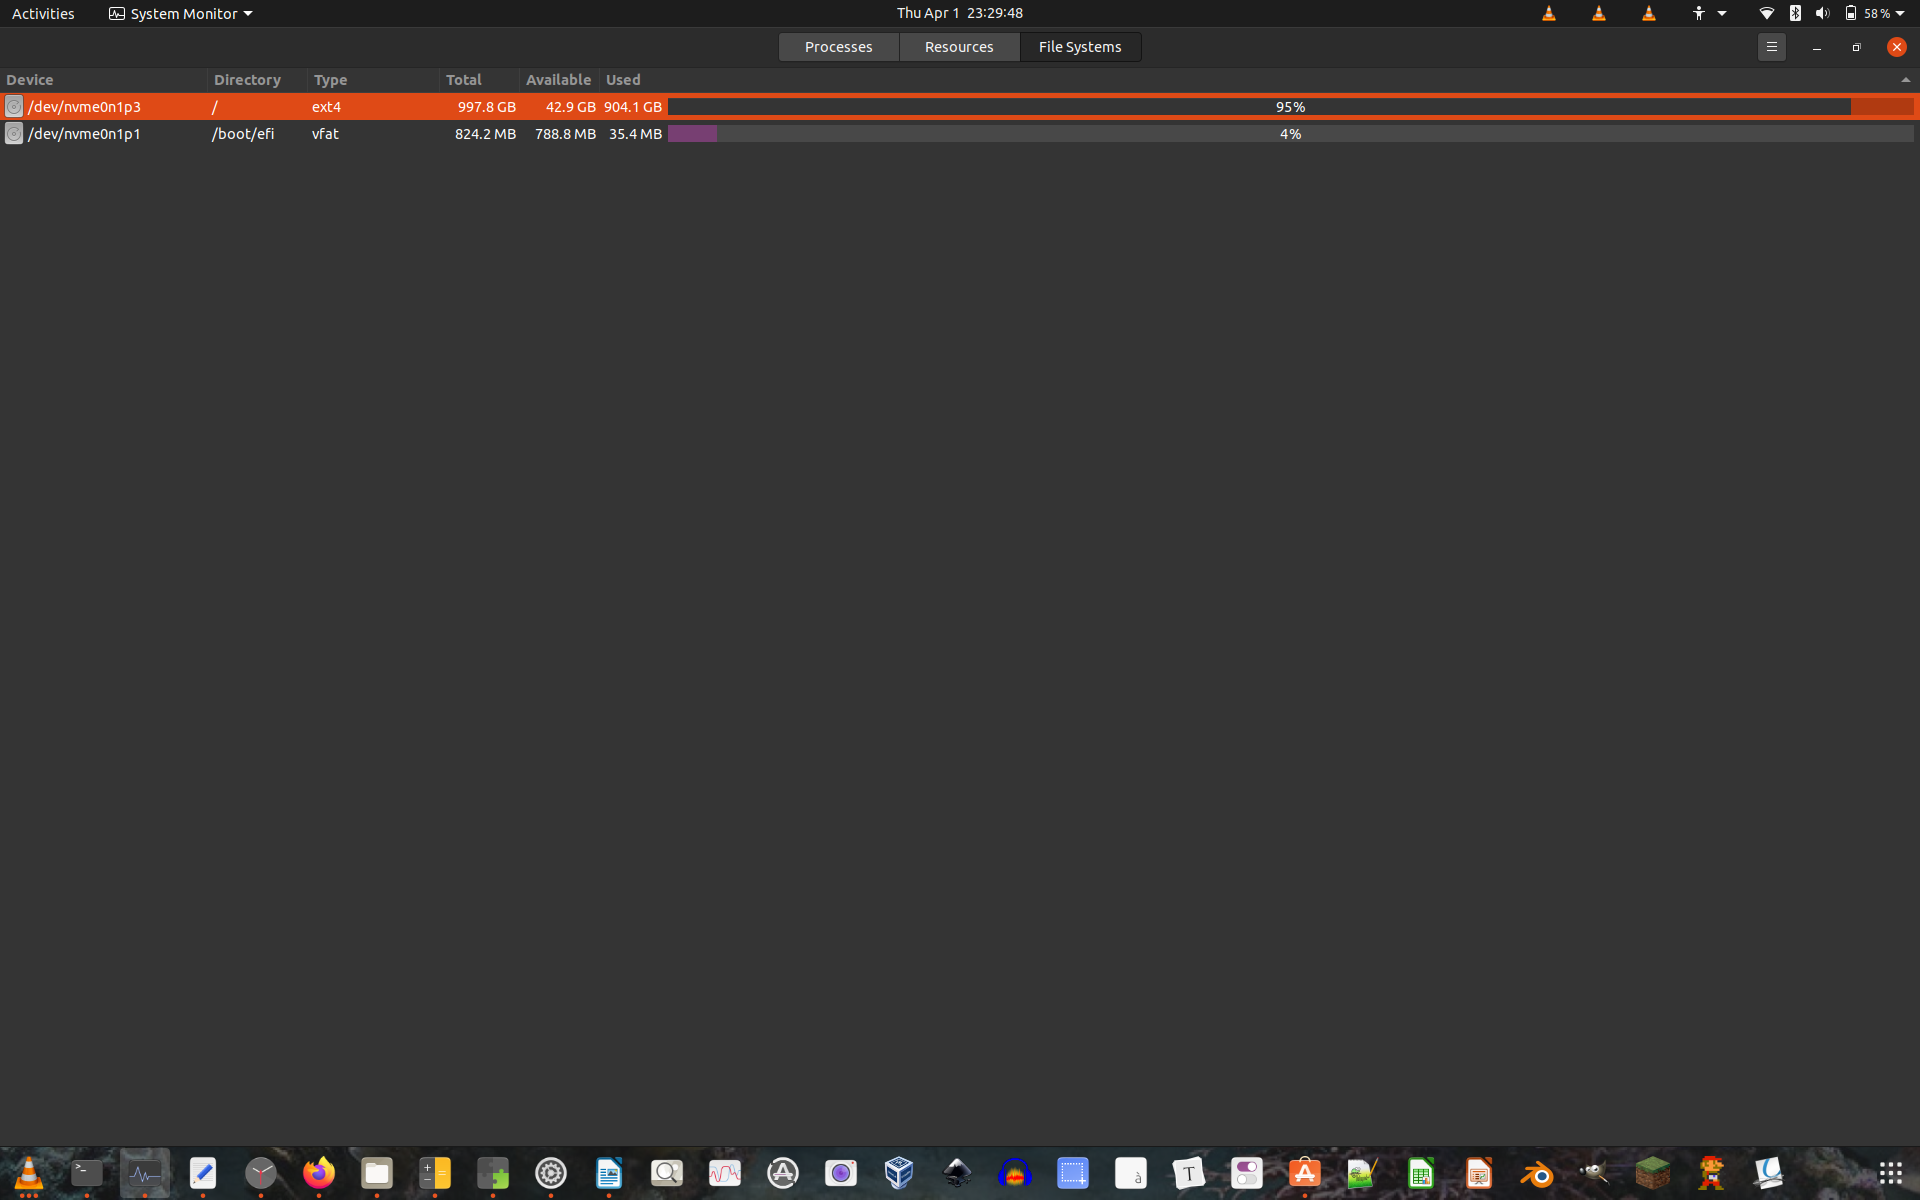 Activities System Monitor Thu Apr 1 23:29:48 58 %
Processes Resources File Systems
Device Directory Type Total Available Used
/dev/nvme0n1p3 / ext4 997.8 GB 42.9 GB 904.1 GB 95%
/dev/nvme0n1p1 /boot/efi vfat 824.2 MB 788.8 MB 35.4 MB 4%